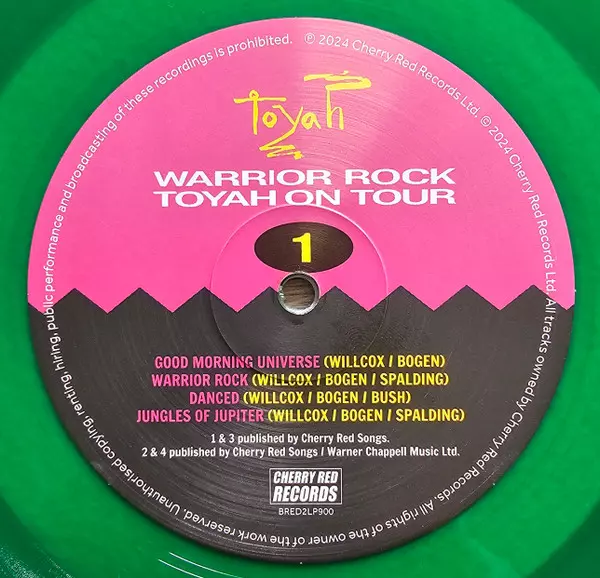 toyah
WARRIOR ROCK
TOYAH ON TOUR
1
GOOD MORNING UNIVERSE (WILLCOX / BOGEN)
WARRIOR ROCK (WILLCOX / BOGEN / SPALDING)
DANCED (WILLCOX / BOGEN / BUSH)
JUNGLES OF JUPITER (WILLCOX / BOGEN / SPALDING)
1 & 3 published by Cherry Red Songs.
2 & 4 published by Cherry Red Songs / Warner Chappell Music Ltd.
CHERRY RED
RECORDS
BRED2LP900
℗ 2024 Cherry Red Records Ltd. © 2024 Cherry Red Records Ltd. All tracks owned by Cherry Red Records. All rights of the owner of the work reserved. Unauthorised copying, renting, hiring, public performance and broadcasting of these recordings is prohibited.